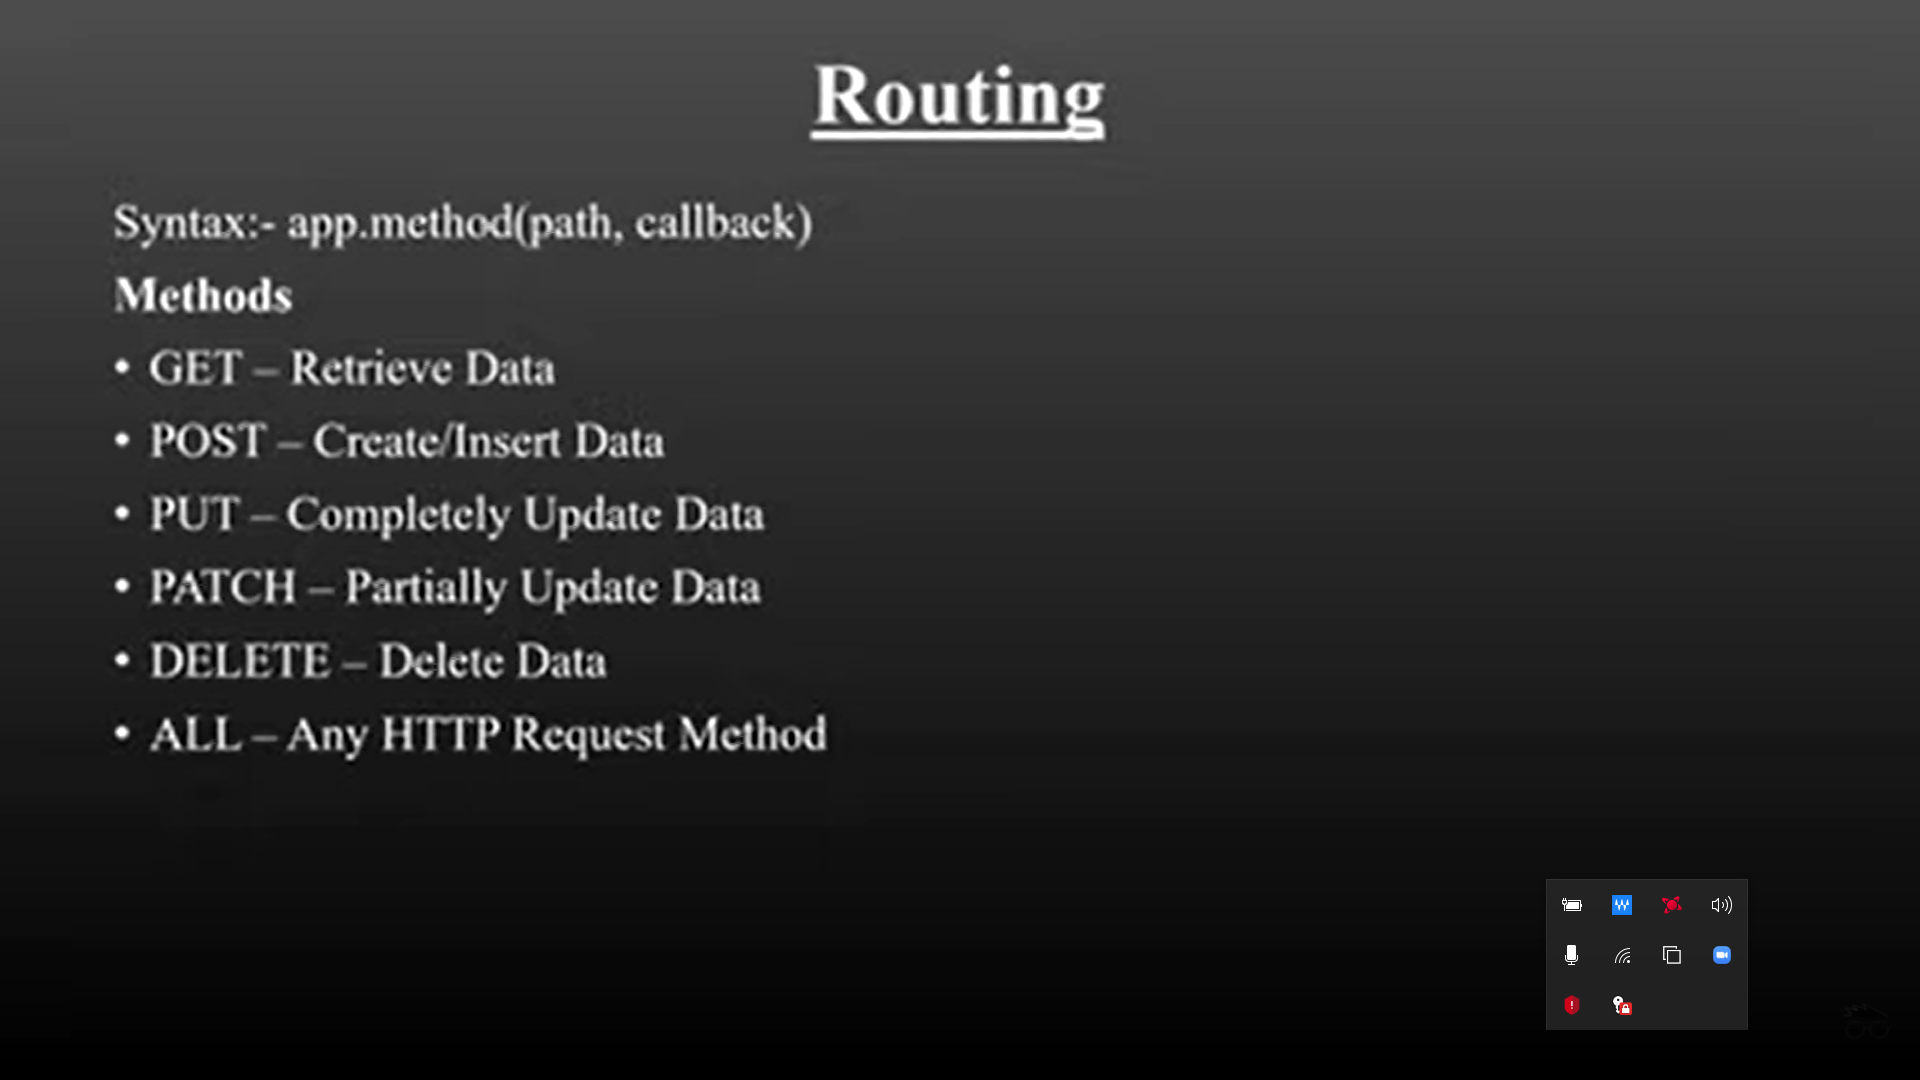 Routing
Syntax:- app.method(path, callback)
Methods
• GET – Retrieve Data
• POST – Create/Insert Data
• PUT – Completely Update Data
• PATCH – Partially Update Data
• DELETE – Delete Data
• ALL – Any HTTP Request Method